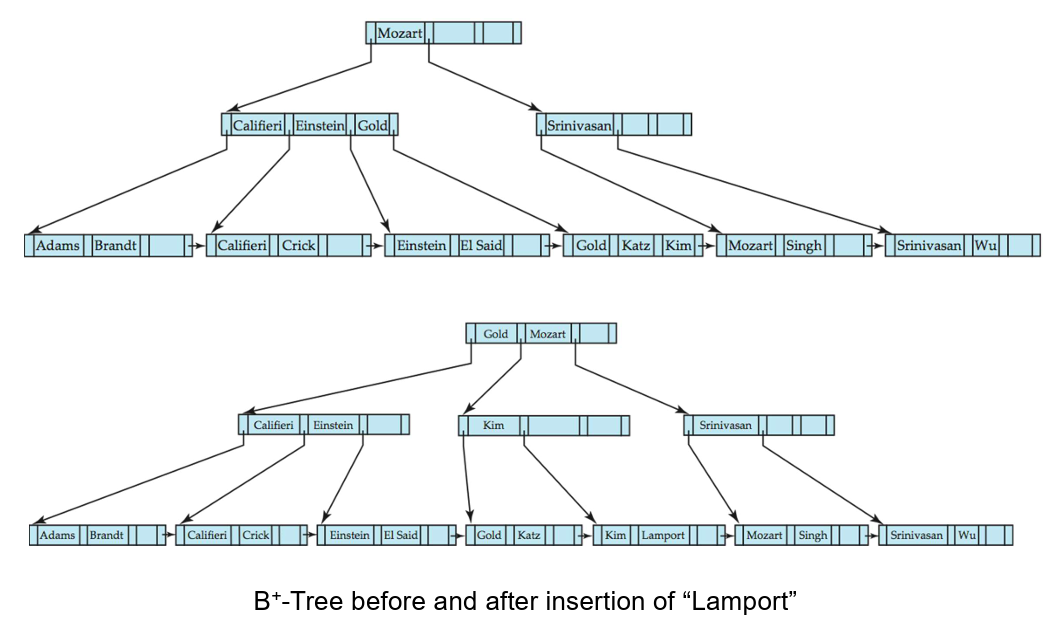 Mozart
Califieri Einstein Gold Srinivasan
Adams Brandt Califieri Crick Einstein El Said Gold Katz Kim Mozart Singh Srinivasan Wu
Gold Mozart
Califieri Einstein Kim Srinivasan
Adams Brandt Califieri Crick Einstein El Said Gold Katz Kim Lamport Mozart Singh Srinivasan Wu
B+-Tree before and after insertion of “Lamport”